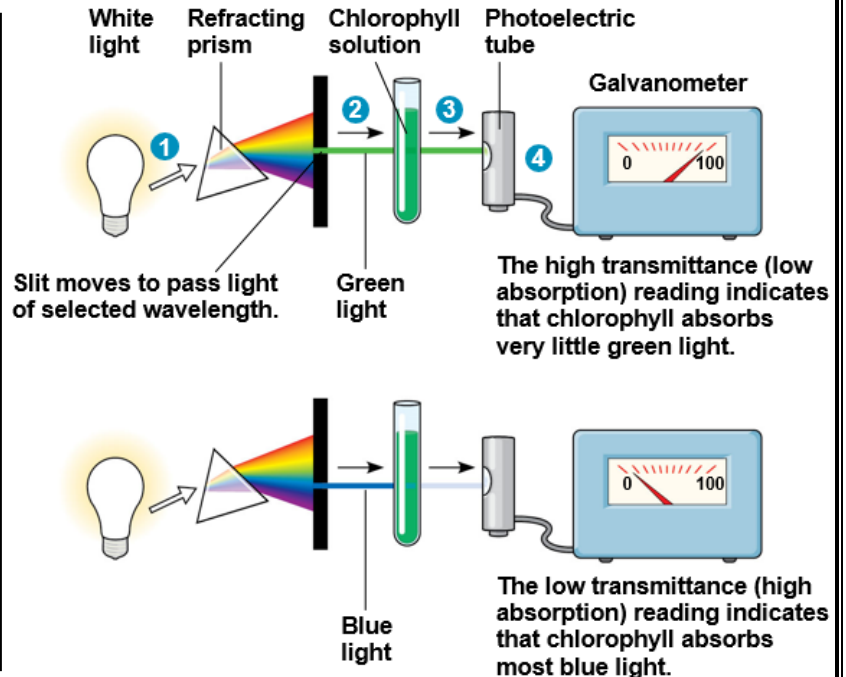 White
light
Refracting
prism
Chlorophyll
solution
Photoelectric
tube
Galvanometer
1
2
3
4
0
100
Slit moves to pass light
of selected wavelength.
Green
light
The high transmittance (low
absorption) reading indicates
that chlorophyll absorbs
very little green light.
0
100
Blue
light
The low transmittance (high
absorption) reading indicates
that chlorophyll absorbs
most blue light.